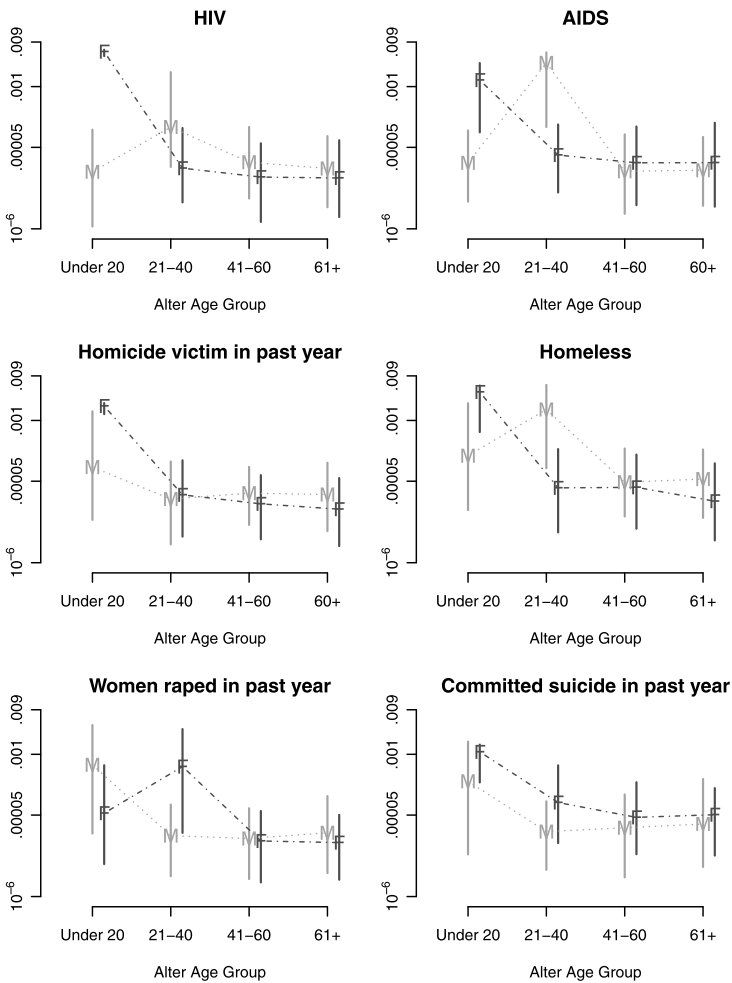 HIV
AIDS
.009
.001
.00005
10−6
M
M
M
M
F
F
F
F
Under 20
21−40
41−60
61+
Alter Age Group
.009
.001
.00005
10−6
M
M
M
M
F
F
F
F
Under 20
21−40
41−60
60+
Alter Age Group
Homicide victim in past year
Homeless
.009
.001
.00005
10−6
M
M
M
M
F
F
F
F
Under 20
21−40
41−60
60+
Alter Age Group
.009
.001
.00005
10−6
M
M
M
M
F
F
F
F
Under 20
21−40
41−60
61+
Alter Age Group
Women raped in past year
Committed suicide in past year
.009
.001
.00005
10−6
M
M
M
M
F
F
F
F
Under 20
21−40
41−60
61+
Alter Age Group
.009
.001
.00005
10−6
M
M
M
M
F
F
F
F
Under 20
21−40
41−60
61+
Alter Age Group